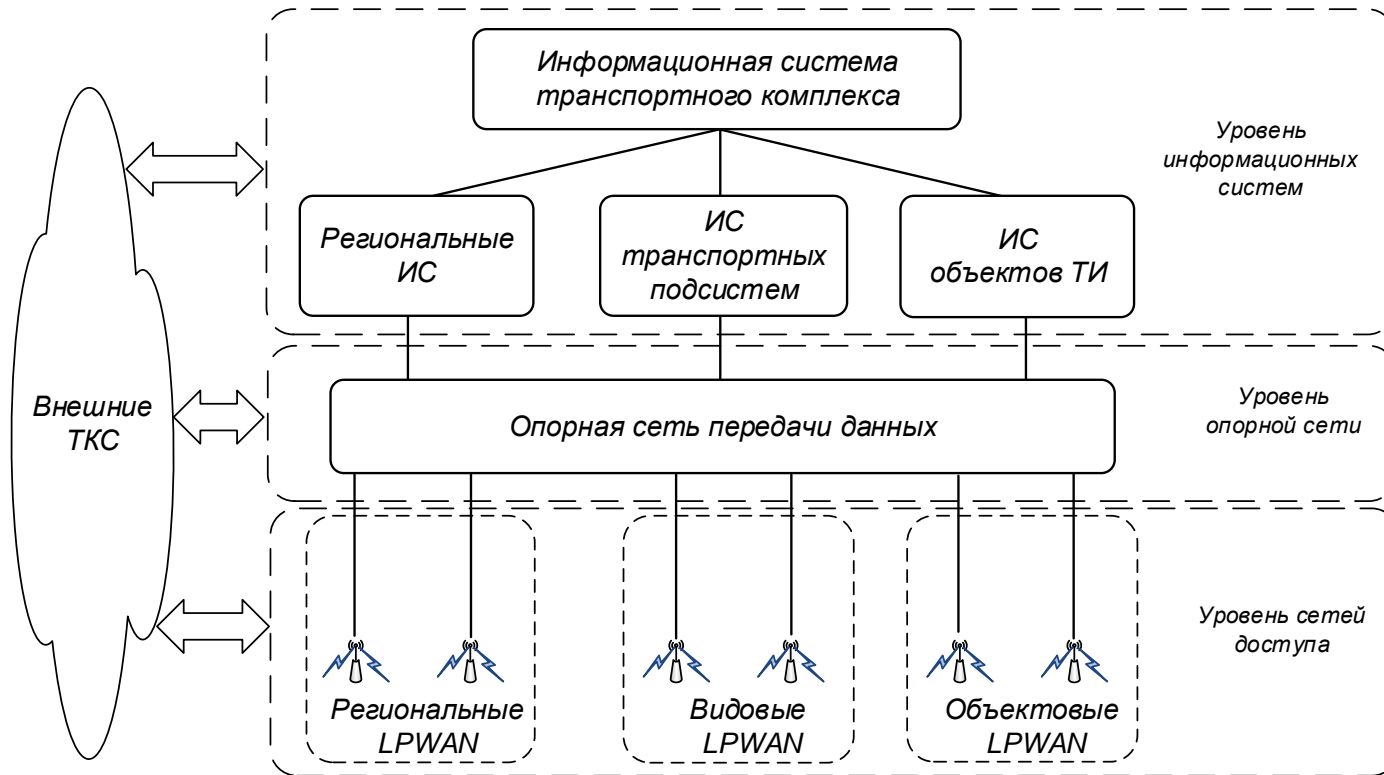 Информационная система
транспортного комплекса
Уровень
информационных
систем
Региональные
ИС
ИС
транспортных
подсистем
ИС
объектов ТИ
Внешние
ТКС
Опорная сеть передачи данных
Уровень
опорной сети
Уровень сетей
доступа
Региональные
LPWAN
Видовые
LPWAN
Объектовые
LPWAN